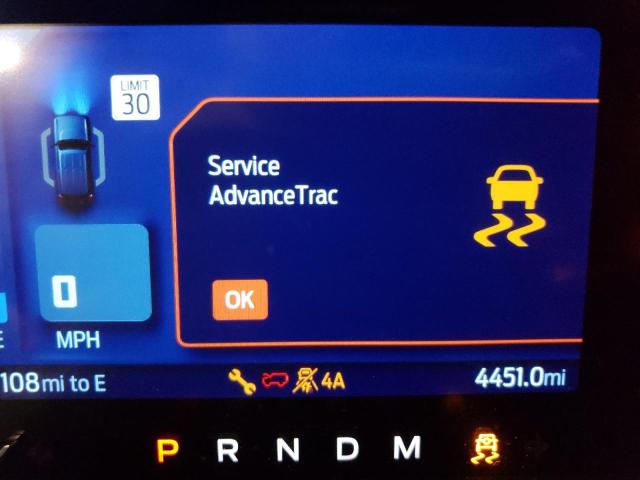 LIMIT
30
Service
AdvanceTrac
0
OK
MPH
E
108mi to E
4A
4451.0mi
P R N D M